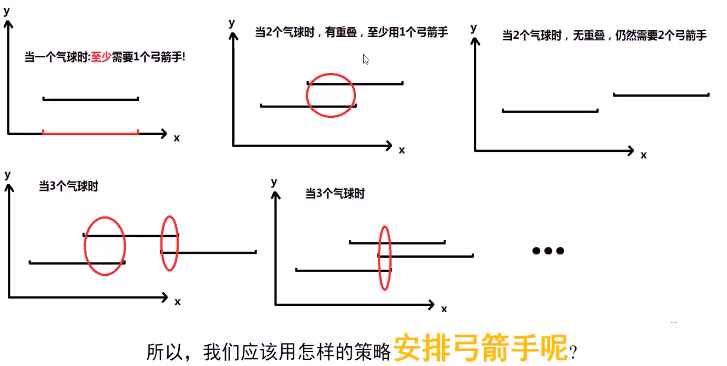 y
当一个气球时:至少需要1个弓箭手!
x
y
当2个气球时，有重叠，至少用1个弓箭手
x
y
当2个气球时，无重叠，仍然需要2个弓箭手
x
y
当3个气球时
x
y
当3个气球时
x
•••
所以，我们应该用怎样的策略安排弓箭手呢?